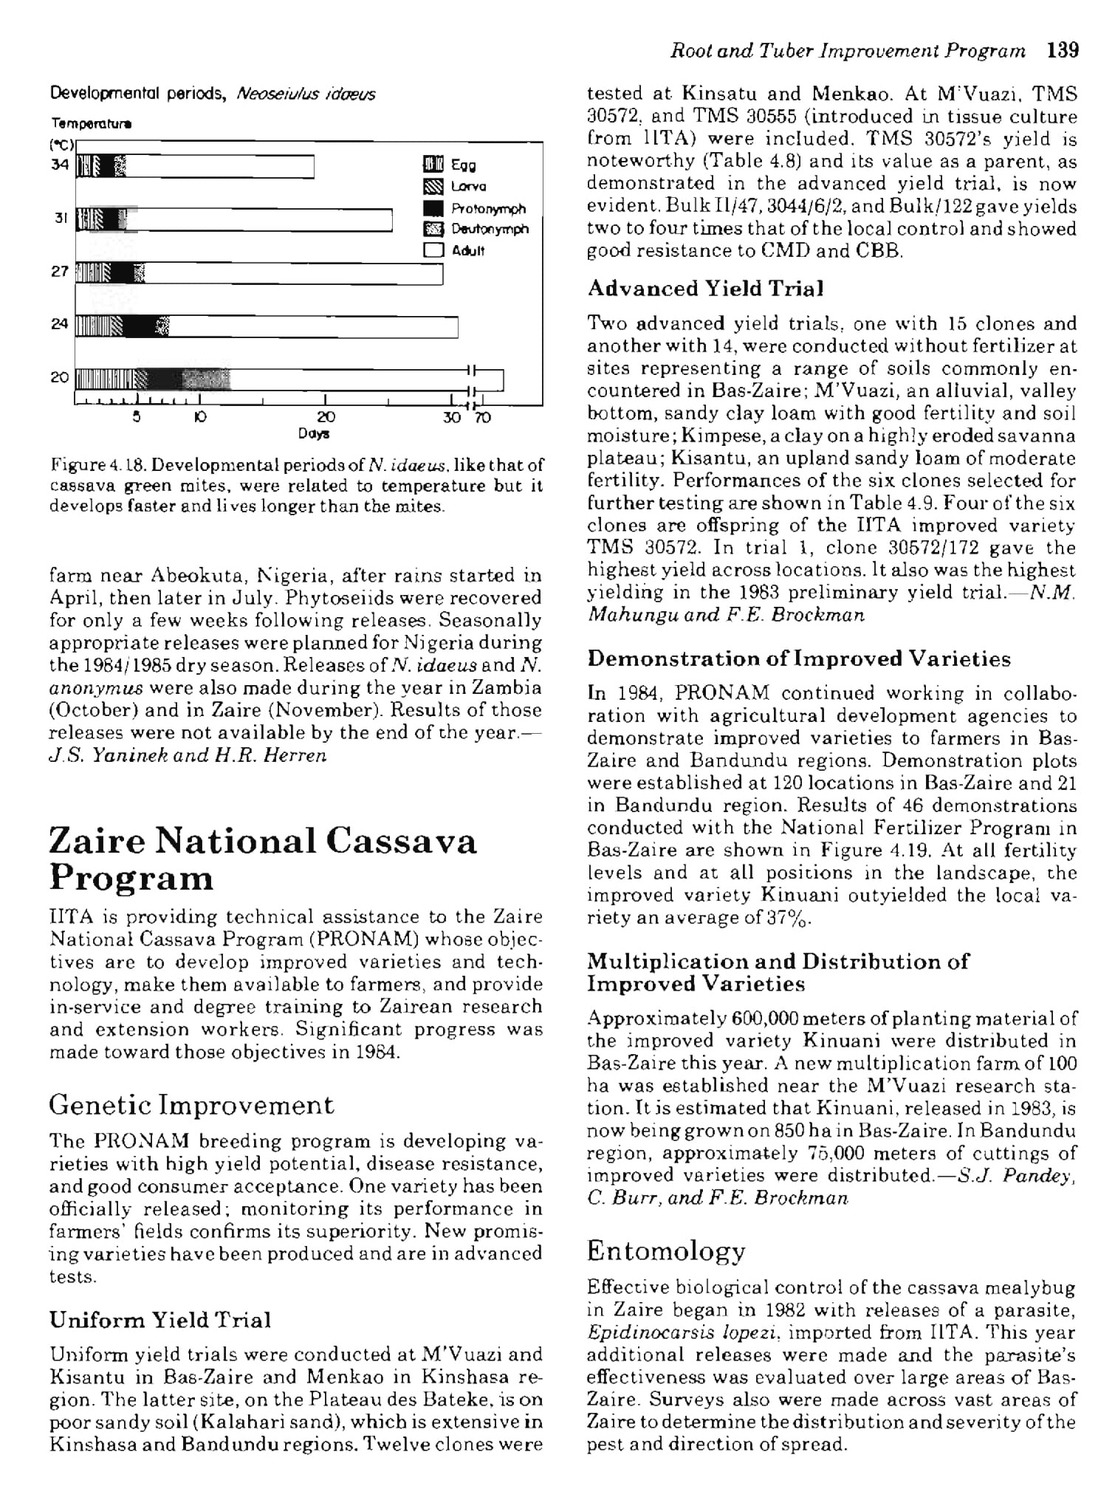 Root and Tuber Improvement Program 139
Developmental periods, Neoseiulus idaeus
Temperature
(°C)
34
31
27
24
20
Egg
Larva
Protonymph
Deutonymph
Adult
5 10 20 30 70
Days
Figure 4.18. Developmental periods of N. idaeus, like that of
cassava green mites, were related to temperature but it
develops faster and lives longer than the mites.
farm near Abeokuta, Nigeria, after rains started in
April, then later in July. Phytoseiids were recovered
for only a few weeks following releases. Seasonally
appropriate releases were planned for Nigeria during
the 1984/1985 dry season. Releases of N. idaeus and N.
anonymus were also made during the year in Zambia
(October) and in Zaire (November). Results of those
releases were not available by the end of the year.—
J.S. Yaninek and H.R. Herren
Zaire National Cassava
Program
IITA is providing technical assistance to the Zaire
National Cassava Program (PRONAM) whose objec-
tives are to develop improved varieties and tech-
nology, make them available to farmers, and provide
in-service and degree training to Zairean research
and extension workers. Significant progress was
made toward those objectives in 1984.
Genetic Improvement
The PRONAM breeding program is developing va-
rieties with high yield potential, disease resistance,
and good consumer acceptance. One variety has been
officially released; monitoring its performance in
farmers' fields confirms its superiority. New promis-
ing varieties have been produced and are in advanced
tests.
Uniform Yield Trial
Uniform yield trials were conducted at M'Vuazi and
Kisantu in Bas-Zaire and Menkao in Kinshasa re-
gion. The latter site, on the Plateau des Bateke, is on
poor sandy soil (Kalahari sand), which is extensive in
Kinshasa and Bandundu regions. Twelve clones were
tested at Kinsatu and Menkao. At M'Vuazi, TMS
30572, and TMS 30555 (introduced in tissue culture
from IITA) were included. TMS 30572's yield is
noteworthy (Table 4.8) and its value as a parent, as
demonstrated in the advanced yield trial, is now
evident. Bulk I1/47, 3044/6/2, and Bulk/122 gave yields
two to four times that of the local control and showed
good resistance to CMD and CBB.
Advanced Yield Trial
Two advanced yield trials, one with 15 clones and
another with 14, were conducted without fertilizer at
sites representing a range of soils commonly en-
countered in Bas-Zaire; M'Vuazi, an alluvial, valley
bottom, sandy clay loam with good fertility and soil
moisture; Kimpese, a clay on a highly eroded savanna
plateau; Kisantu, an upland sandy loam of moderate
fertility. Performances of the six clones selected for
further testing are shown in Table 4.9. Four of the six
clones are offspring of the IITA improved variety
TMS 30572. In trial 1, clone 30572/172 gave the
highest yield across locations. It also was the highest
yielding in the 1983 preliminary yield trial.—N.M.
Mahungu and F.E. Brockman
Demonstration of Improved Varieties
In 1984, PRONAM continued working in collabo-
ration with agricultural development agencies to
demonstrate improved varieties to farmers in Bas-
Zaire and Bandundu regions. Demonstration plots
were established at 120 locations in Bas-Zaire and 21
in Bandundu region. Results of 46 demonstrations
conducted with the National Fertilizer Program in
Bas-Zaire are shown in Figure 4.19. At all fertility
levels and at all positions in the landscape, the
improved variety Kinuani outyielded the local va-
riety an average of 37%.
Multiplication and Distribution of
Improved Varieties
Approximately 600,000 meters of planting material of
the improved variety Kinuani were distributed in
Bas-Zaire this year. A new multiplication farm of 100
ha was established near the M'Vuazi research sta-
tion. It is estimated that Kinuani, released in 1983, is
now being grown on 850 ha in Bas-Zaire. In Bandundu
region, approximately 75,000 meters of cuttings of
improved varieties were distributed.—S.J. Pandey,
C. Burr, and F.E. Brockman
Entomology
Effective biological control of the cassava mealybug
in Zaire began in 1982 with releases of a parasite,
Epidinocarsis lopezi, imported from IITA. This year
additional releases were made and the parasite's
effectiveness was evaluated over large areas of Bas-
Zaire. Surveys also were made across vast areas of
Zaire to determine the distribution and severity of the
pest and direction of spread.